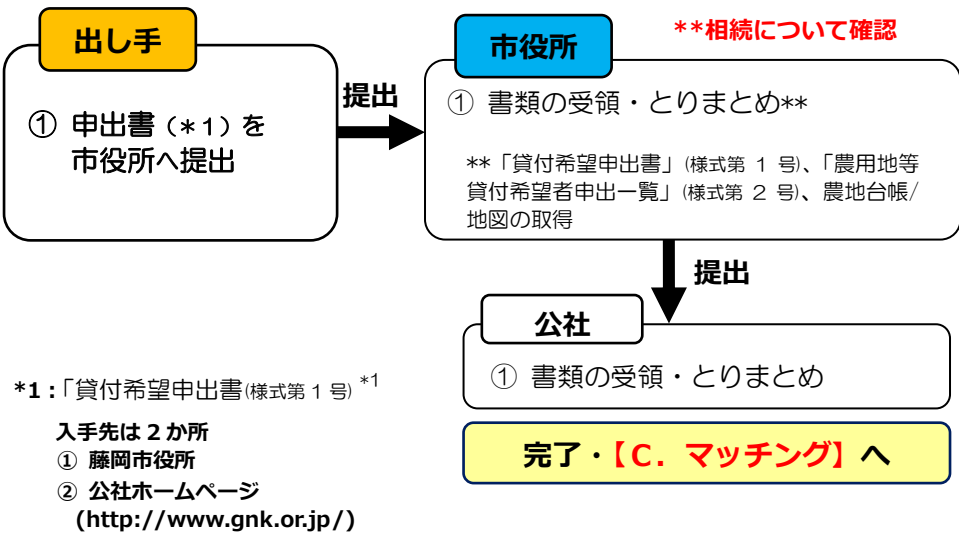 出し手
① 申出書（*1）を
市役所へ提出
提出
市役所
**相続について確認
① 書類の受領・とりまとめ**
**「貸付希望申出書」(様式第 1 号)、「農用地等
貸付希望者申出一覧」(様式第 2 号)、農地台帳/
地図の取得
提出
公社
① 書類の受領・とりまとめ
完了・【C．マッチング】へ
*1：「貸付希望申出書(様式第 1 号) *1
入手先は 2 か所
① 藤岡市役所
② 公社ホームページ
(http://www.gnk.or.jp/)